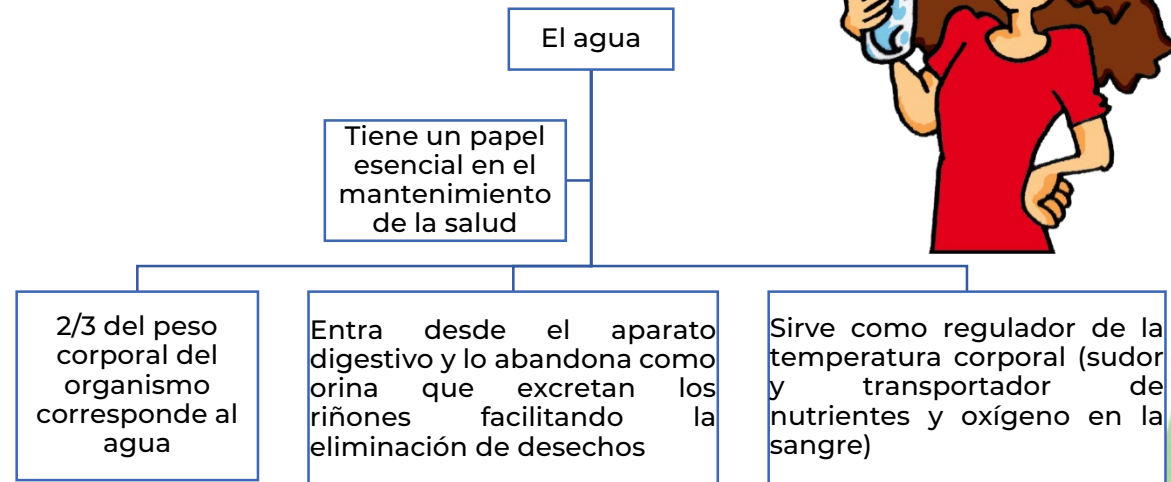 El agua
Tiene un papel
esencial en el
mantenimiento
de la salud
2/3 del peso
corporal del
organismo
corresponde al
agua
Entra desde el aparato
digestivo y lo abandona como
orina que excretan los
riñones facilitando la
eliminación de desechos
Sirve como regulador de la
temperatura corporal (sudor
y transportador de
nutrientes y oxígeno en la
sangre)